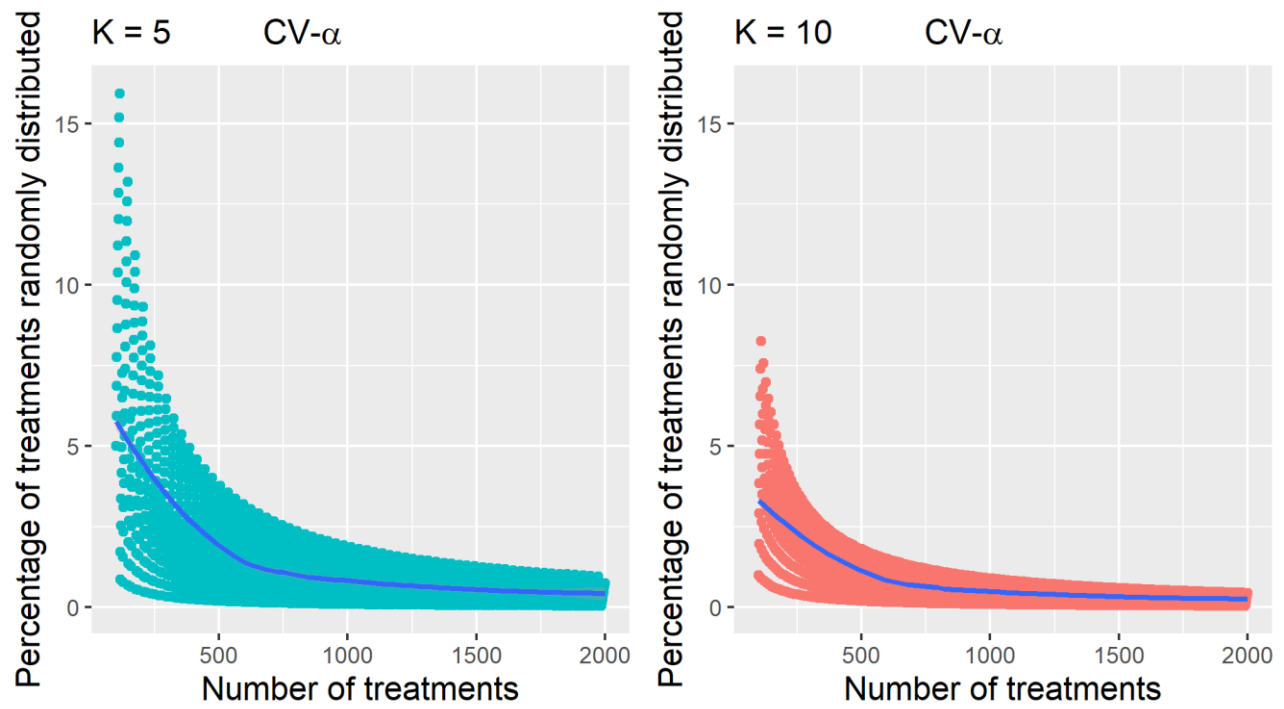 K = 5 CV-α
Percentage of treatments randomly distributed
15
10
5
0
500 1000 1500 2000
Number of treatments
K = 10 CV-α
Percentage of treatments randomly distributed
15
10
5
0
500 1000 1500 2000
Number of treatments